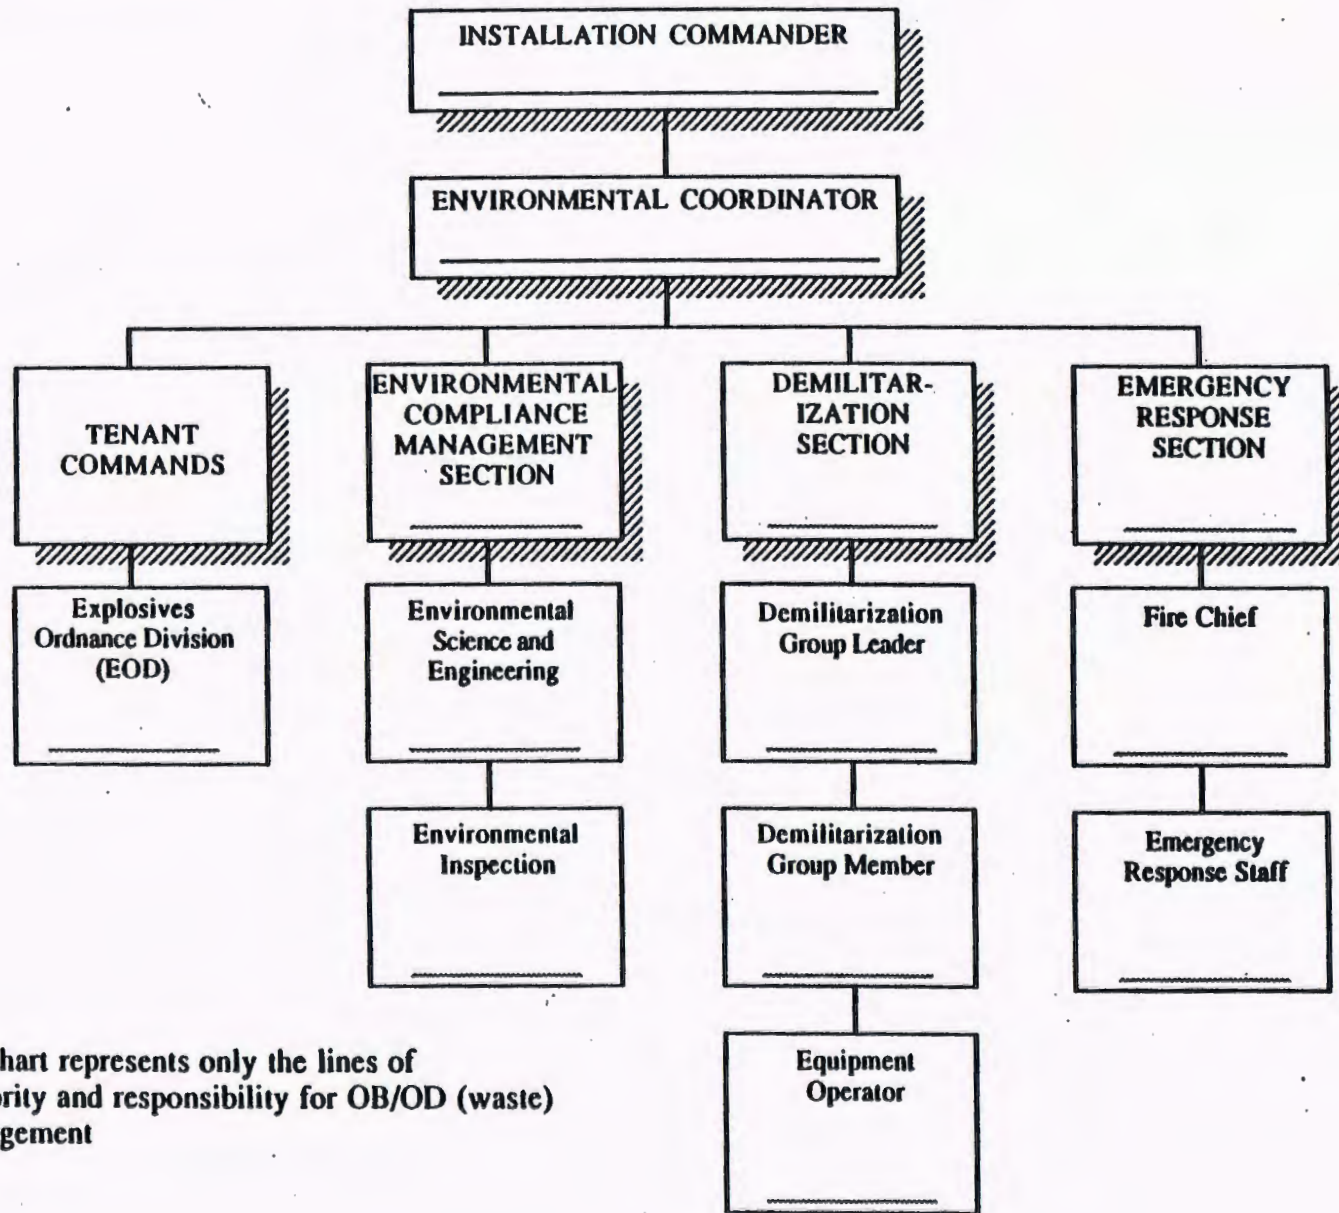 INSTALLATION COMMANDER
ENVIRONMENTAL COORDINATOR
TENANT
COMMANDS
ENVIRONMENTAL
COMPLIANCE
MANAGEMENT
SECTION
DEMILITAR-
IZATION
SECTION
EMERGENCY
RESPONSE
SECTION
Explosives
Ordnance Division
(EOD)
Environmental
Science and
Engineering
Demilitarization
Group Leader
Fire Chief
Environmental
Inspection
Demilitarization
Group Member
Emergency
Response Staff
Equipment
Operator
hart represents only the lines of
ority and responsibility for OB/OD (waste)
gement